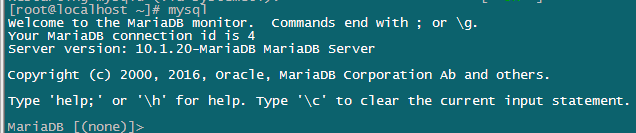 [root@localhost ~]# mysql
Welcome to the MariaDB monitor.  Commands end with ; or \g.
Your MariaDB connection id is 4
Server version: 10.1.20-MariaDB MariaDB Server
Copyright (c) 2000, 2016, Oracle, MariaDB Corporation Ab and others.
Type 'help;' or '\h' for help. Type '\c' to clear the current input statement.
MariaDB [(none)]>